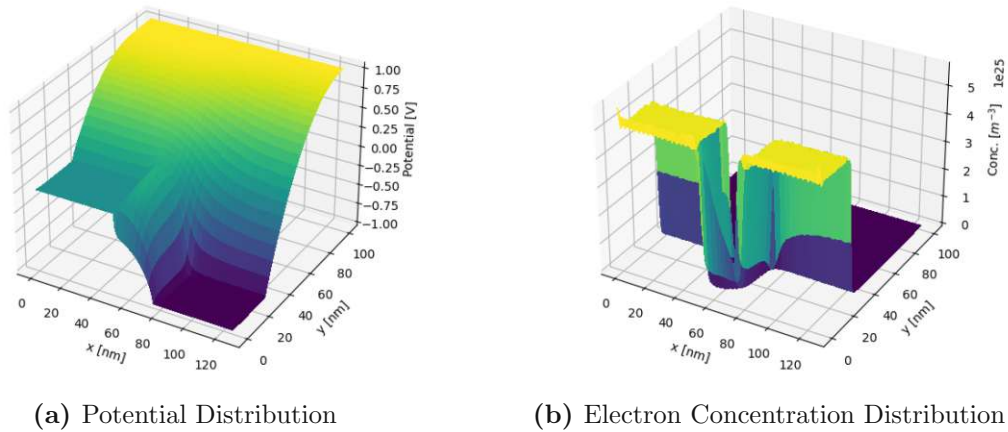 1.00
0.75
0.50
0.25
0.00
−0.25
−0.50
−0.75
−1.00
Potential [V]
0 20 40 60 80 100 120
x [nm]
0 20 40 60 80 100
y [nm]
1e25
5
4
3
2
1
0
Conc. [m⁻³]
0 20 40 60 80 100 120
x [nm]
0 20 40 60 80 100
y [nm]
(a) Potential Distribution
(b) Electron Concentration Distribution